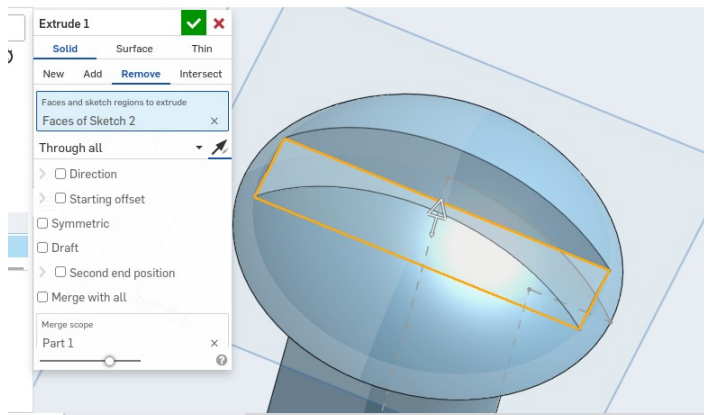 Extrude 1
Solid Surface Thin
New Add Remove Intersect
Faces and sketch regions to extrude
Faces of Sketch 2
Through all
Direction
Starting offset
Symmetric
Draft
Second end position
Merge with all
Merge scope
Part 1